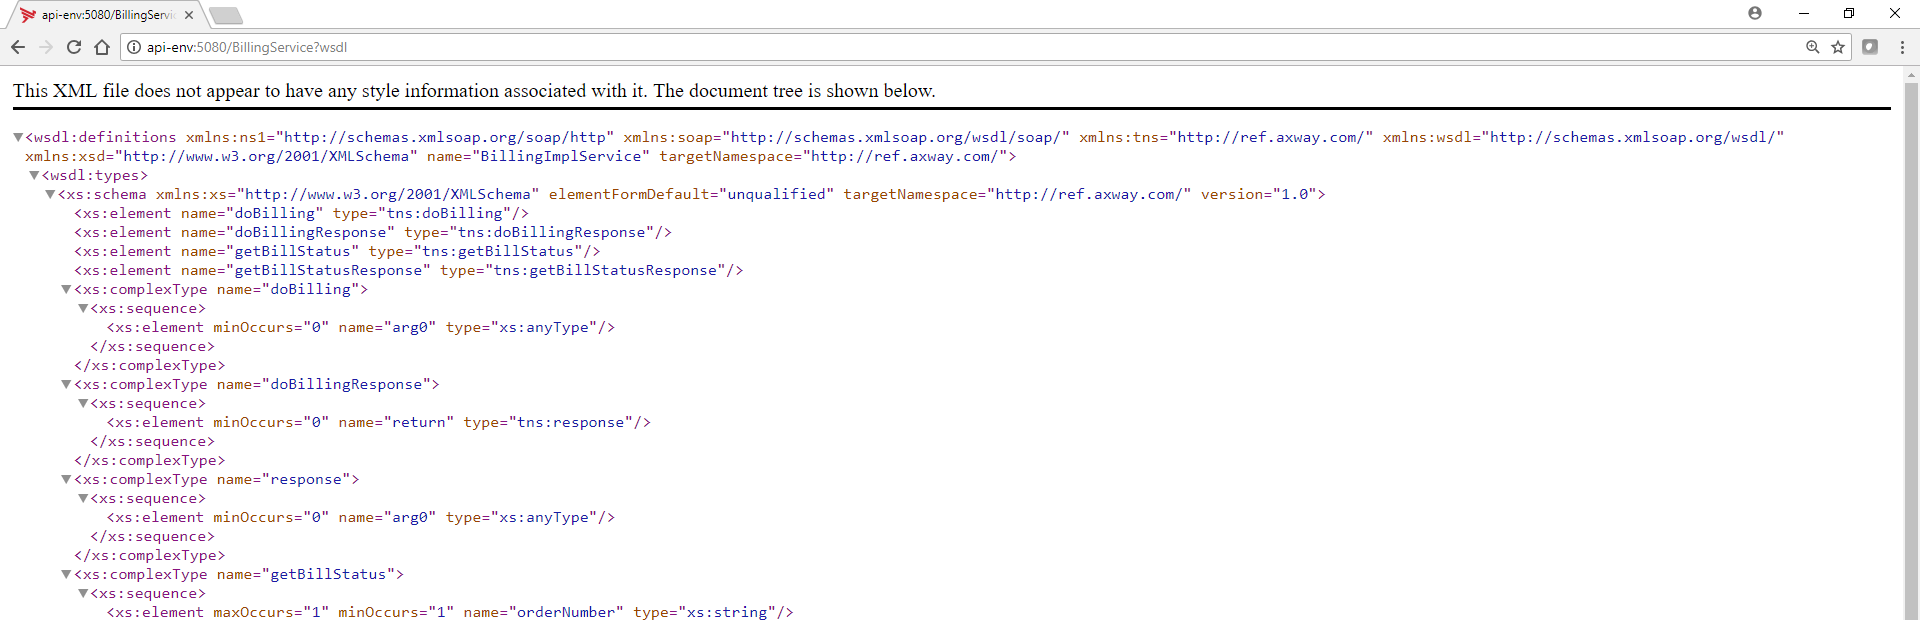 api-env:5080/BillingServic
api-env:5080/BillingService?wsdl
This XML file does not appear to have any style information associated with it. The document tree is shown below.
▼<wsdl:definitions xmlns:ns1="http://schemas.xmlsoap.org/soap/http" xmlns:soap="http://schemas.xmlsoap.org/wsdl/soap/" xmlns:tns="http://ref.axway.com/" xmlns:wsdl="http://schemas.xmlsoap.org/wsdl/"
xmlns:xsd="http://www.w3.org/2001/XMLSchema" name="BillingImplService" targetNamespace="http://ref.axway.com/">
▼<wsdl:types>
▼<xs:schema xmlns:xs="http://www.w3.org/2001/XMLSchema" elementFormDefault="unqualified" targetNamespace="http://ref.axway.com/" version="1.0">
<xs:element name="doBilling" type="tns:doBilling"/>
<xs:element name="doBillingResponse" type="tns:doBillingResponse"/>
<xs:element name="getBillStatus" type="tns:getBillStatus"/>
<xs:element name="getBillStatusResponse" type="tns:getBillStatusResponse"/>
▼<xs:complexType name="doBilling">
▼<xs:sequence>
<xs:element minOccurs="0" name="arg0" type="xs:anyType"/>
</xs:sequence>
</xs:complexType>
▼<xs:complexType name="doBillingResponse">
▼<xs:sequence>
<xs:element minOccurs="0" name="return" type="tns:response"/>
</xs:sequence>
</xs:complexType>
▼<xs:complexType name="response">
▼<xs:sequence>
<xs:element minOccurs="0" name="arg0" type="xs:anyType"/>
</xs:sequence>
</xs:complexType>
▼<xs:complexType name="getBillStatus">
▼<xs:sequence>
<xs:element maxOccurs="1" minOccurs="1" name="orderNumber" type="xs:string"/>